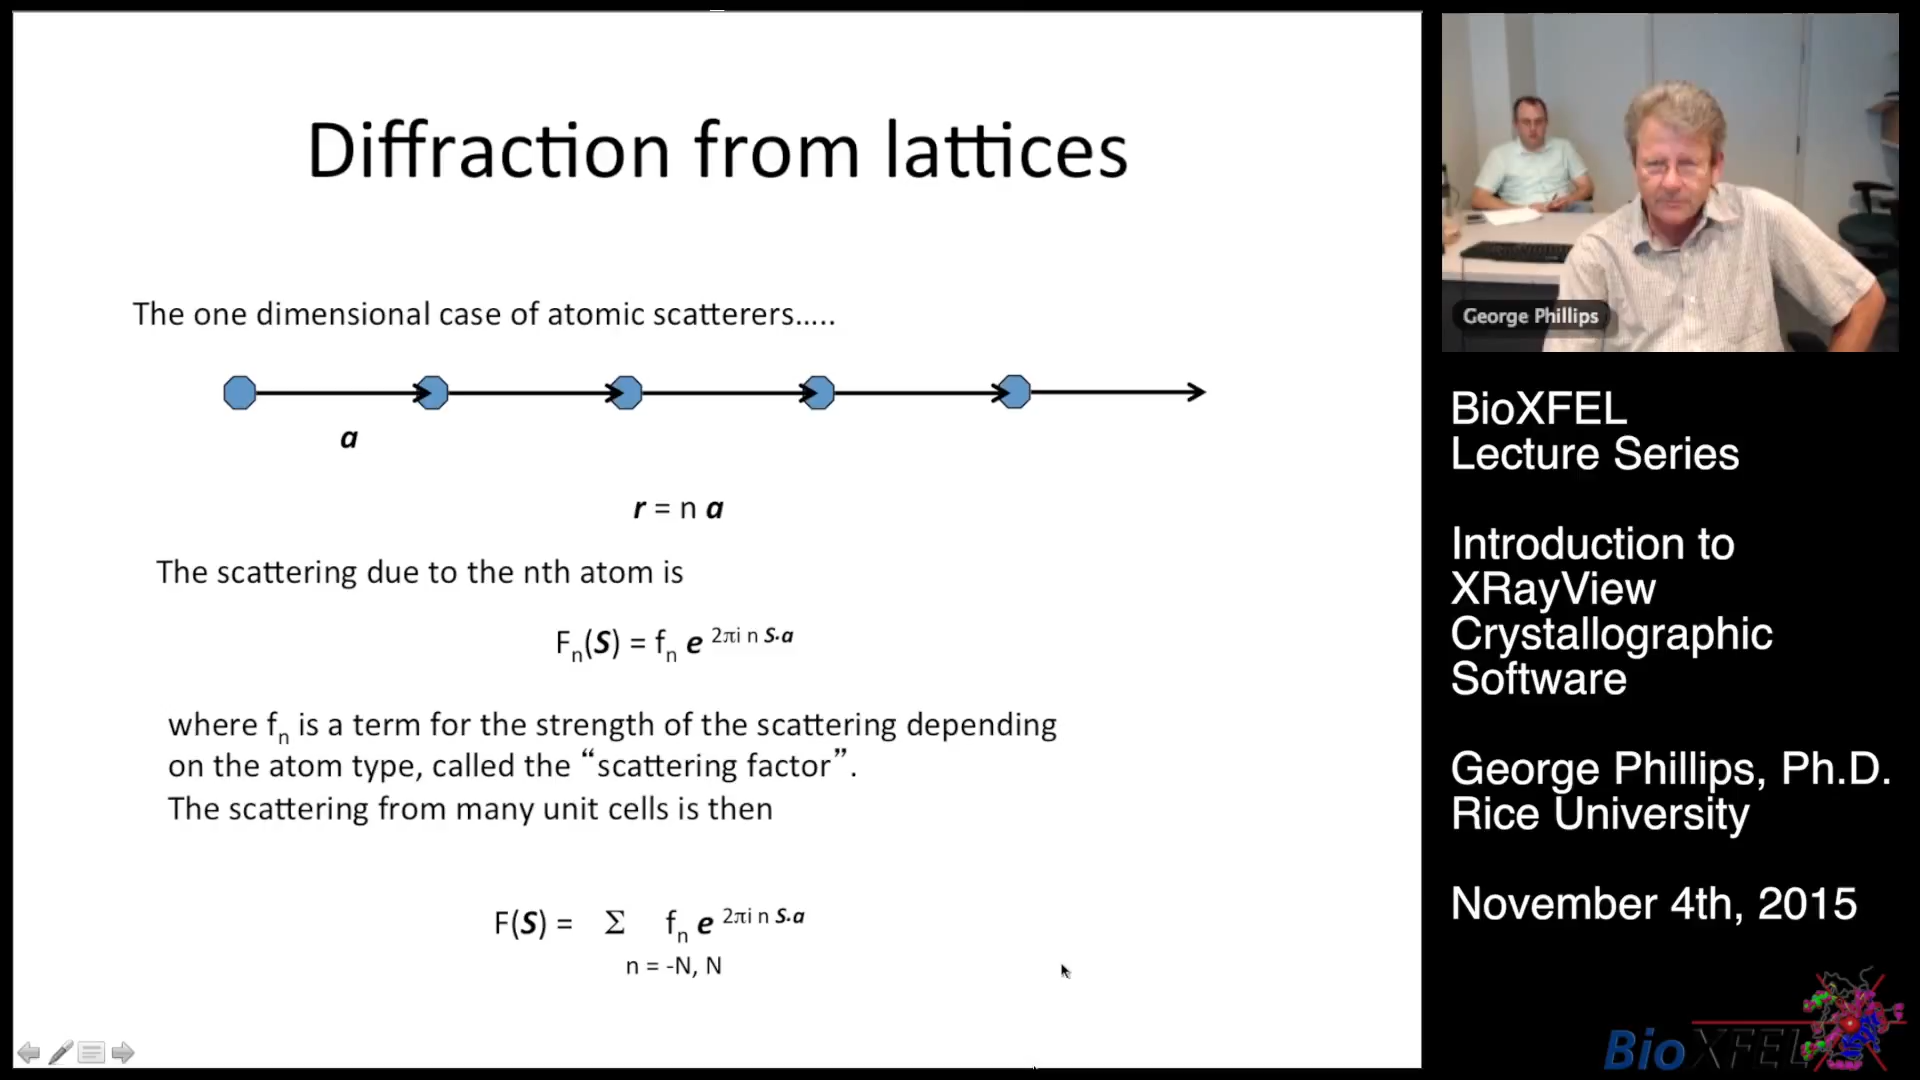 Diffraction from lattices
The one dimensional case of atomic scatterers.....
a
r = n a
The scattering due to the nth atom is
Fn(S) = fn e 2πi n S·a
where fn is a term for the strength of the scattering depending
on the atom type, called the “scattering factor”.
The scattering from many unit cells is then
F(S) = Σ fn e 2πi n S·a
n = -N, N
George Phillips
BioXFEL
Lecture Series
Introduction to
XRayView
Crystallographic
Software
George Phillips, Ph.D.
Rice University
November 4th, 2015
BioXFEL